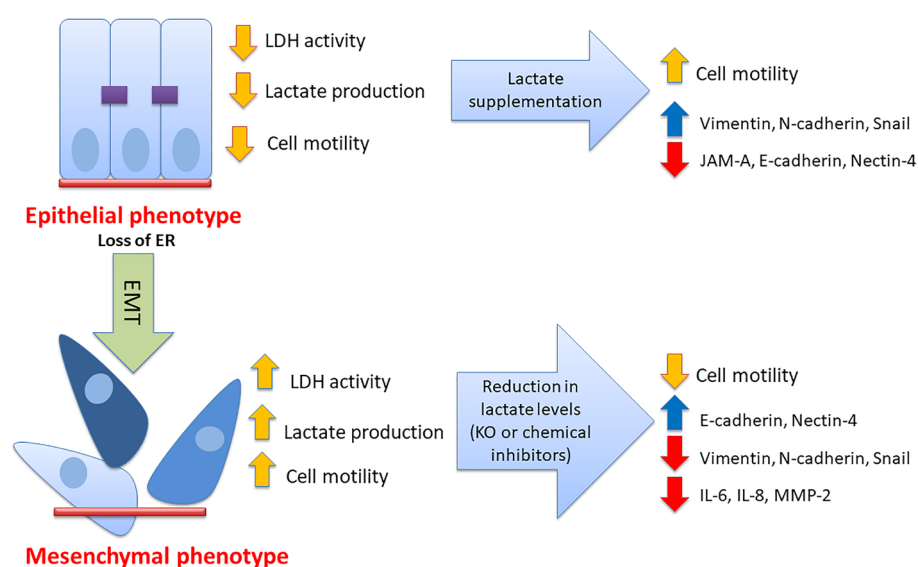 LDH activity
Lactate production
Cell motility
Epithelial phenotype
Lactate
supplementation
Cell motility
Vimentin, N-cadherin, Snail
JAM-A, E-cadherin, Nectin-4
Loss of ER
EMT
LDH activity
Lactate production
Cell motility
Mesenchymal phenotype
Reduction in
lactate levels
(KO or chemical
inhibitors)
Cell motility
E-cadherin, Nectin-4
Vimentin, N-cadherin, Snail
IL-6, IL-8, MMP-2